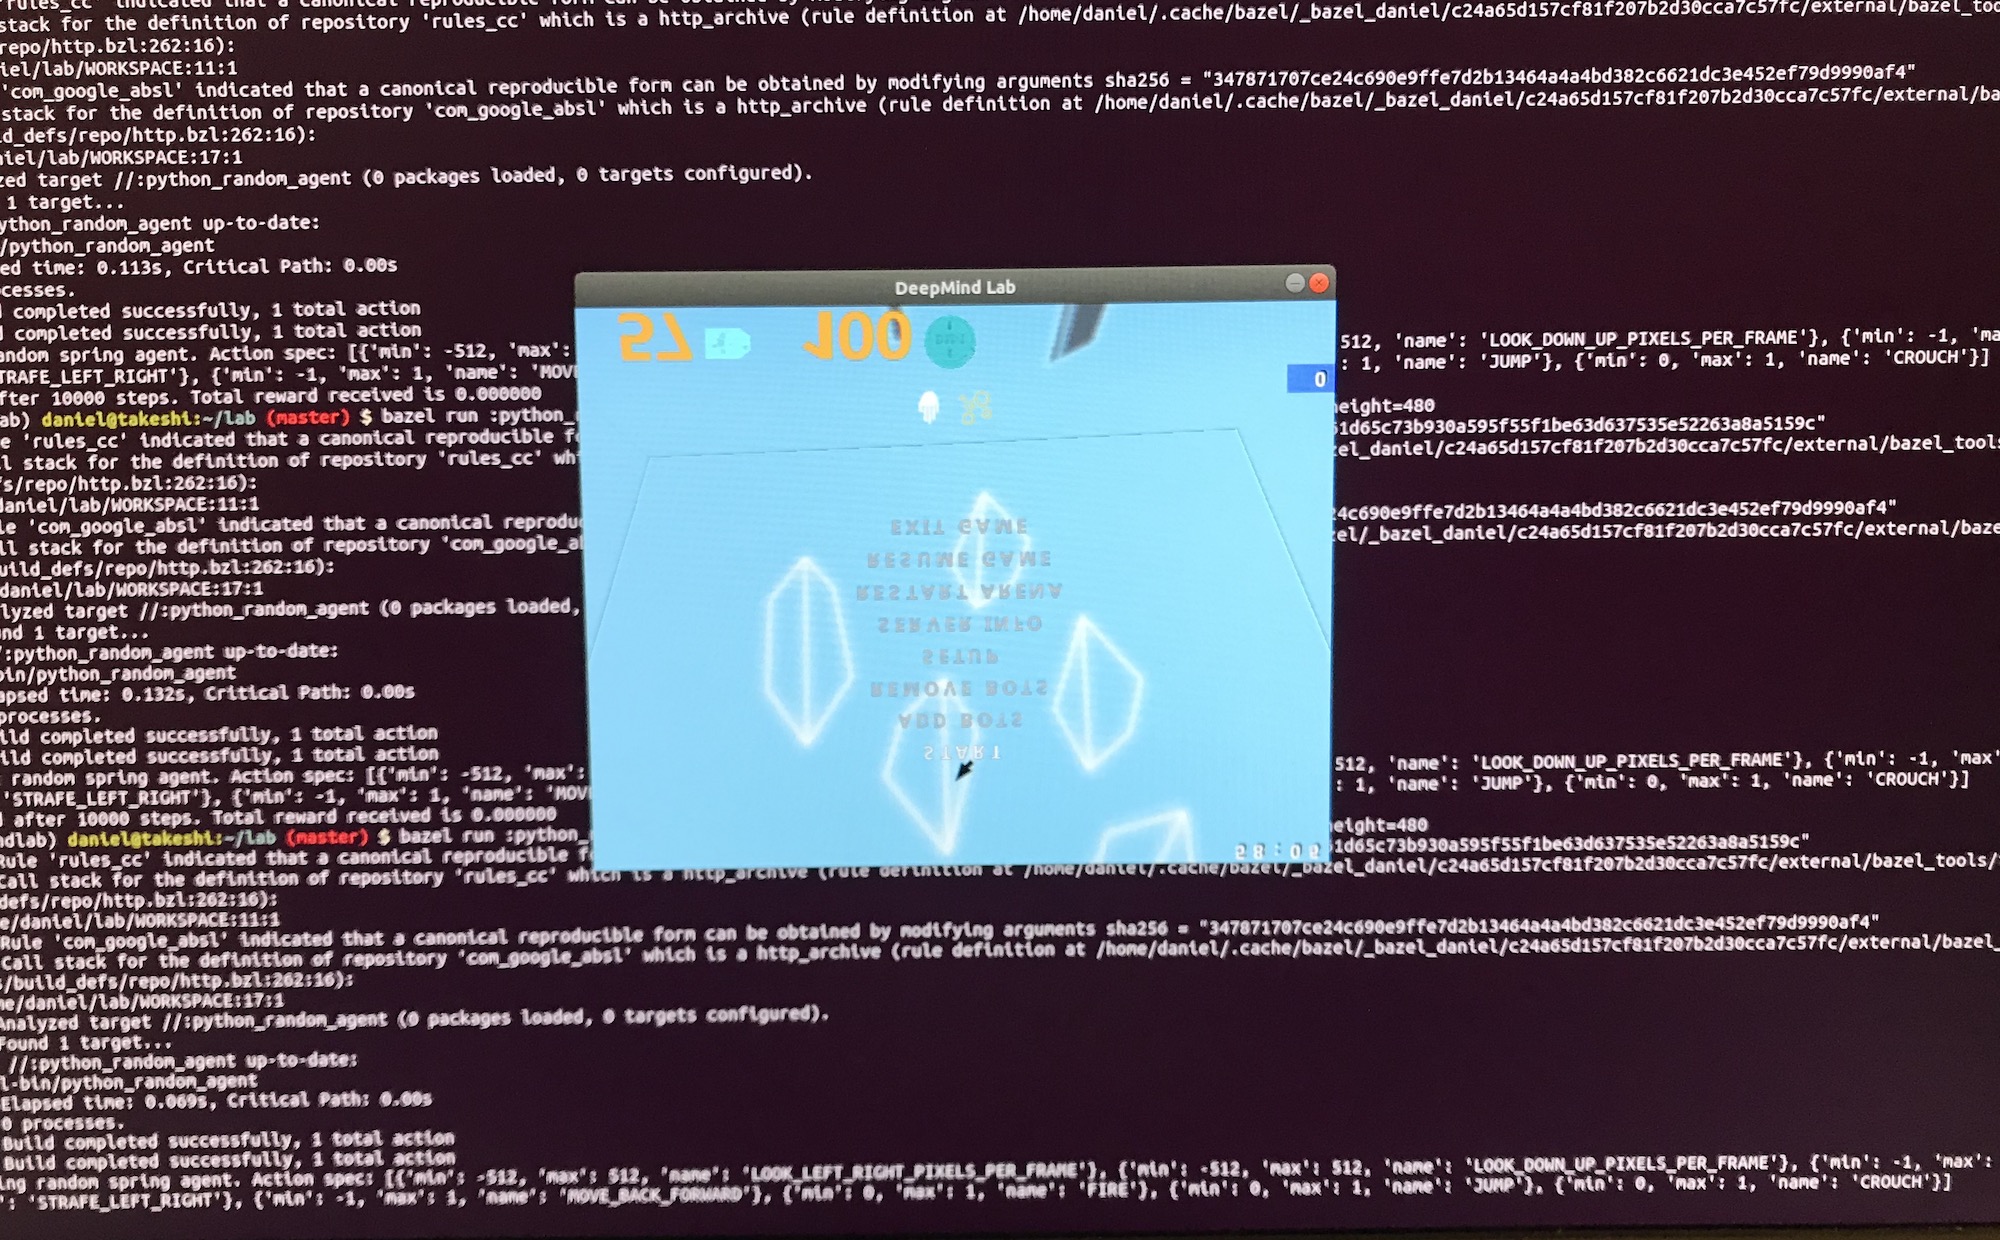 stack for the definition of repository 'rules_cc' which is a http_archive (rule definition at /home/daniel/.cache/bazel/_bazel_daniel/c24a65d157cf81f207b2d30cca7c57fc/external/bazel_too
repo/http.bzl:262:16):
iel/lab/WORKSPACE:11:1
'com_google_absl' indicated that a canonical reproducible form can be obtained by modifying arguments sha256 = "347871707ce24c690e9ffe7d2b13464a4a4bd382c6621dc3e452ef79d9990af4"
stack for the definition of repository 'com_google_absl' which is a http_archive (rule definition at /home/daniel/.cache/bazel/_bazel_daniel/c24a65d157cf81f207b2d30cca7c57fc/external/ba
ld_defs/repo/http.bzl:262:16):
niel/lab/WORKSPACE:17:1
zed target //:python_random_agent (0 packages loaded, 0 targets configured).
1 target...
ython_random_agent up-to-date:
/python_random_agent
ed time: 0.113s, Critical Path: 0.00s
cesses.
completed successfully, 1 total action
completed successfully, 1 total action
andom spring agent. Action spec: [{'min': -512, 'max': 512, 'name': 'LOOK_DOWN_UP_PIXELS_PER_FRAME'}, {'min': -1, 'ma
TRAFE_LEFT_RIGHT'}, {'min': -1, 'max': 1, 'name': 'MOVE : 1, 'name': 'JUMP'}, {'min': 0, 'max': 1, 'name': 'CROUCH'}]
fter 10000 steps. Total reward received is 0.000000
ab) daniel@takeshi:~/lab (master) $ bazel run :python_ eight=480
e 'rules_cc' indicated that a canonical reproducible f 51d65c73b930a595f55f1be63d637535e52263a8a5159c"
l stack for the definition of repository 'rules_cc' wh zel_daniel/c24a65d157cf81f207b2d30cca7c57fc/external/bazel_tools
s/repo/http.bzl:262:16):
daniel/lab/WORKSPACE:11:1
le 'com_google_absl' indicated that a canonical reprodu 24c690e9ffe7d2b13464a4a4bd382c6621dc3e452ef79d9990af4"
ll stack for the definition of repository 'com_google_a zel/_bazel_daniel/c24a65d157cf81f207b2d30cca7c57fc/external/baze
uild_defs/repo/http.bzl:262:16):
daniel/lab/WORKSPACE:17:1
lyzed target //:python_random_agent (0 packages loaded,
nd 1 target...
:python_random_agent up-to-date:
bin/python_random_agent
apsed time: 0.132s, Critical Path: 0.00s
processes.
ild completed successfully, 1 total action
ild completed successfully, 1 total action
random spring agent. Action spec: [{'min': -512, 'max': 512, 'name': 'LOOK_DOWN_UP_PIXELS_PER_FRAME'}, {'min': -1, 'max'
'STRAFE_LEFT_RIGHT'}, {'min': -1, 'max': 1, 'name': 'MOV : 1, 'name': 'JUMP'}, {'min': 0, 'max': 1, 'name': 'CROUCH'}]
after 10000 steps. Total reward received is 0.000000
ndlab) daniel@takeshi:~/lab (master) $ bazel run :python_ eight=480
Rule 'rules_cc' indicated that a canonical reproducible f 51d65c73b930a595f55f1be63d637535e52263a8a5159c"
Call stack for the definition of repository 'rules_cc' which is a http_archive (rule definition at /home/daniel/.cache/bazel/_bazel_daniel/c24a65d157cf81f207b2d30cca7c57fc/external/bazel_tools/
defs/repo/http.bzl:262:16):
e/daniel/lab/WORKSPACE:11:1
Rule 'com_google_absl' indicated that a canonical reproducible form can be obtained by modifying arguments sha256 = "347871707ce24c690e9ffe7d2b13464a4a4bd382c6621dc3e452ef79d9990af4"
Call stack for the definition of repository 'com_google_absl' which is a http_archive (rule definition at /home/daniel/.cache/bazel/_bazel_daniel/c24a65d157cf81f207b2d30cca7c57fc/external/bazel_
s/build_defs/repo/http.bzl:262:16):
me/daniel/lab/WORKSPACE:17:1
Analyzed target //:python_random_agent (0 packages loaded, 0 targets configured).
Found 1 target...
//:python_random_agent up-to-date:
l-bin/python_random_agent
Elapsed time: 0.069s, Critical Path: 0.00s
0 processes.
Build completed successfully, 1 total action
Build completed successfully, 1 total action
ng random spring agent. Action spec: [{'min': -512, 'max': 512, 'name': 'LOOK_LEFT_RIGHT_PIXELS_PER_FRAME'}, {'min': -512, 'max': 512, 'name': 'LOOK_DOWN_UP_PIXELS_PER_FRAME'}, {'min': -1, 'max':
': 'STRAFE_LEFT_RIGHT'}, {'min': -1, 'max': 1, 'name': 'MOVE_BACK_FORWARD'}, {'min': 0, 'max': 1, 'name': 'FIRE'}, {'min': 0, 'max': 1, 'name': 'JUMP'}, {'min': 0, 'max': 1, 'name': 'CROUCH'}]
DeepMind Lab
57 100
0
EXIT GAME
RESUME GAME
RESTART ARENA
SERVER INFO
SETUP
REMOVE BOTS
ADD BOTS
START